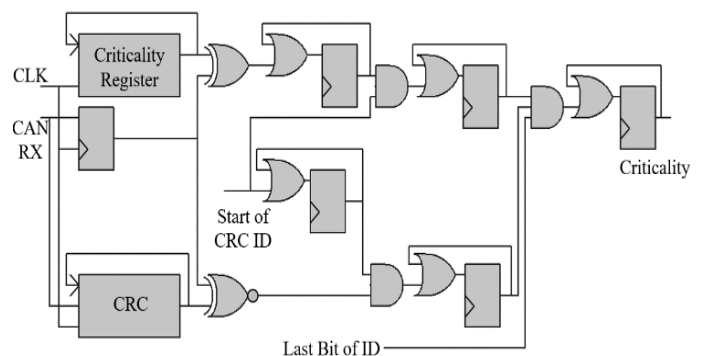 Criticality
Register
CLK
CAN
RX
Start of
CRC ID
Criticality
CRC
Last Bit of ID